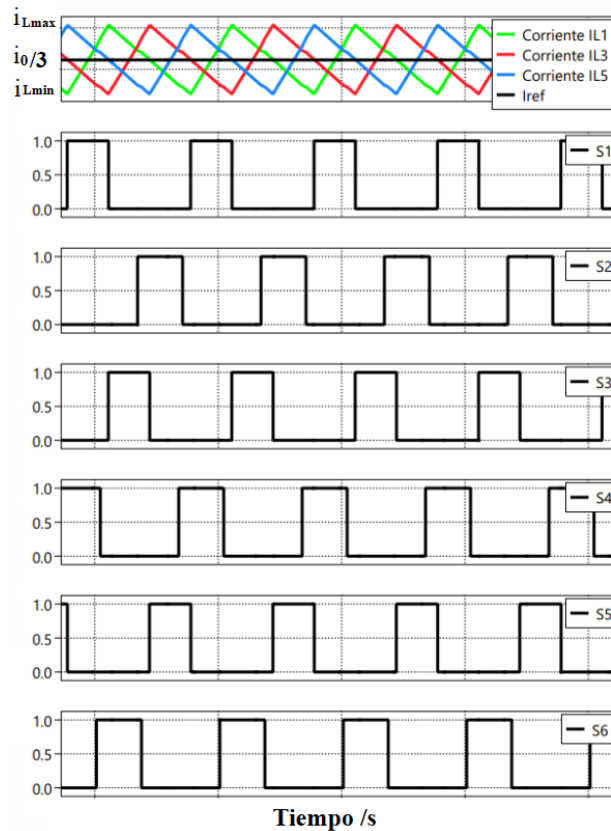 iLmax
i0/3
iLmin
Corriente IL1
Corriente IL3
Corriente IL5
Iref
1.0
0.5
0.0
S1
1.0
0.5
0.0
S2
1.0
0.5
0.0
S3
1.0
0.5
0.0
S4
1.0
0.5
0.0
S5
1.0
0.5
0.0
S6
Tiempo /s